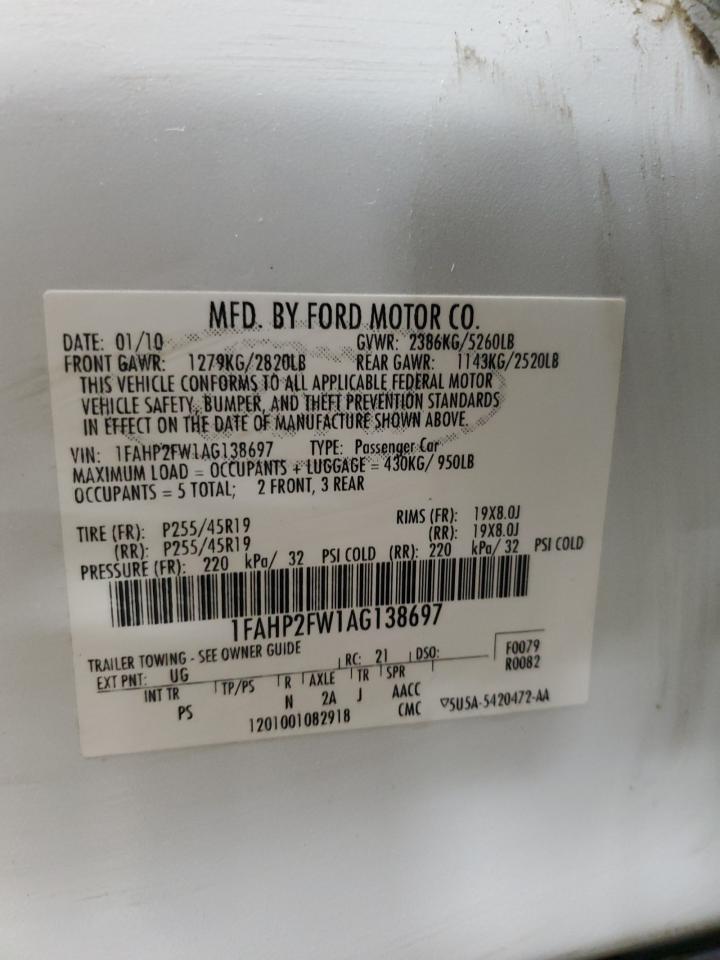 MFD. BY FORD MOTOR CO.
DATE: 01/10 GVWR: 2386KG/5260LB
FRONT GAWR: 1279KG/2820LB REAR GAWR: 1143KG/2520LB
THIS VEHICLE CONFORMS TO ALL APPLICABLE FEDERAL MOTOR
VEHICLE SAFETY, BUMPER, AND THEFT PREVENTION STANDARDS
IN EFFECT ON THE DATE OF MANUFACTURE SHOWN ABOVE.
VIN: 1FAHP2FW1AG138697 TYPE: Passenger Car
MAXIMUM LOAD = OCCUPANTS + LUGGAGE = 430KG/ 950LB
OCCUPANTS = 5 TOTAL; 2 FRONT, 3 REAR
TIRE (FR): P255/45R19 RIMS (FR): 19X8.0J
(RR): P255/45R19 (RR): 19X8.0J
PRESSURE (FR): 220 kPa/ 32 PSI COLD (RR): 220 kPa/ 32 PSI COLD
1FAHP2FW1AG138697
TRAILER TOWING - SEE OWNER GUIDE
EXT PNT: UG RC: 21 DSO: F0079
R0082
INT TR TP/PS R AXLE TR SPR
PS N 2A J AACC
1201001082918 CMC ▽5U5A-5420472-AA